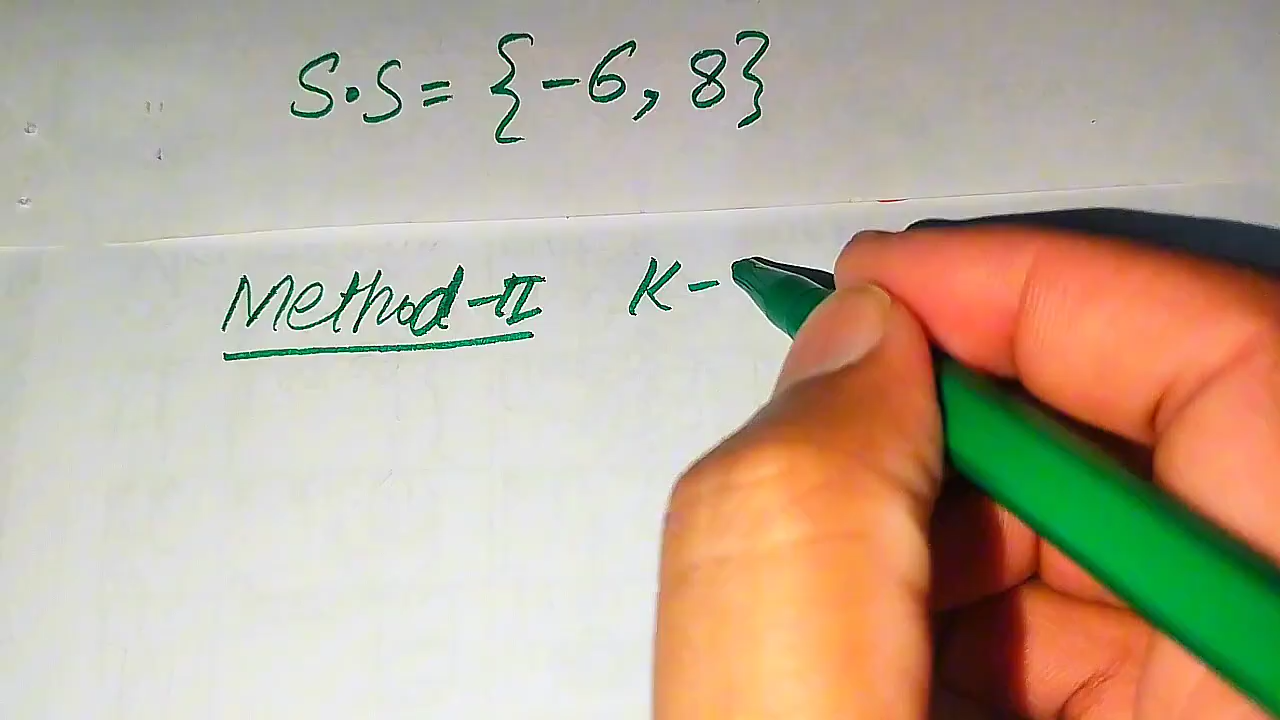 S.S = {-6, 8}
Method-II K-